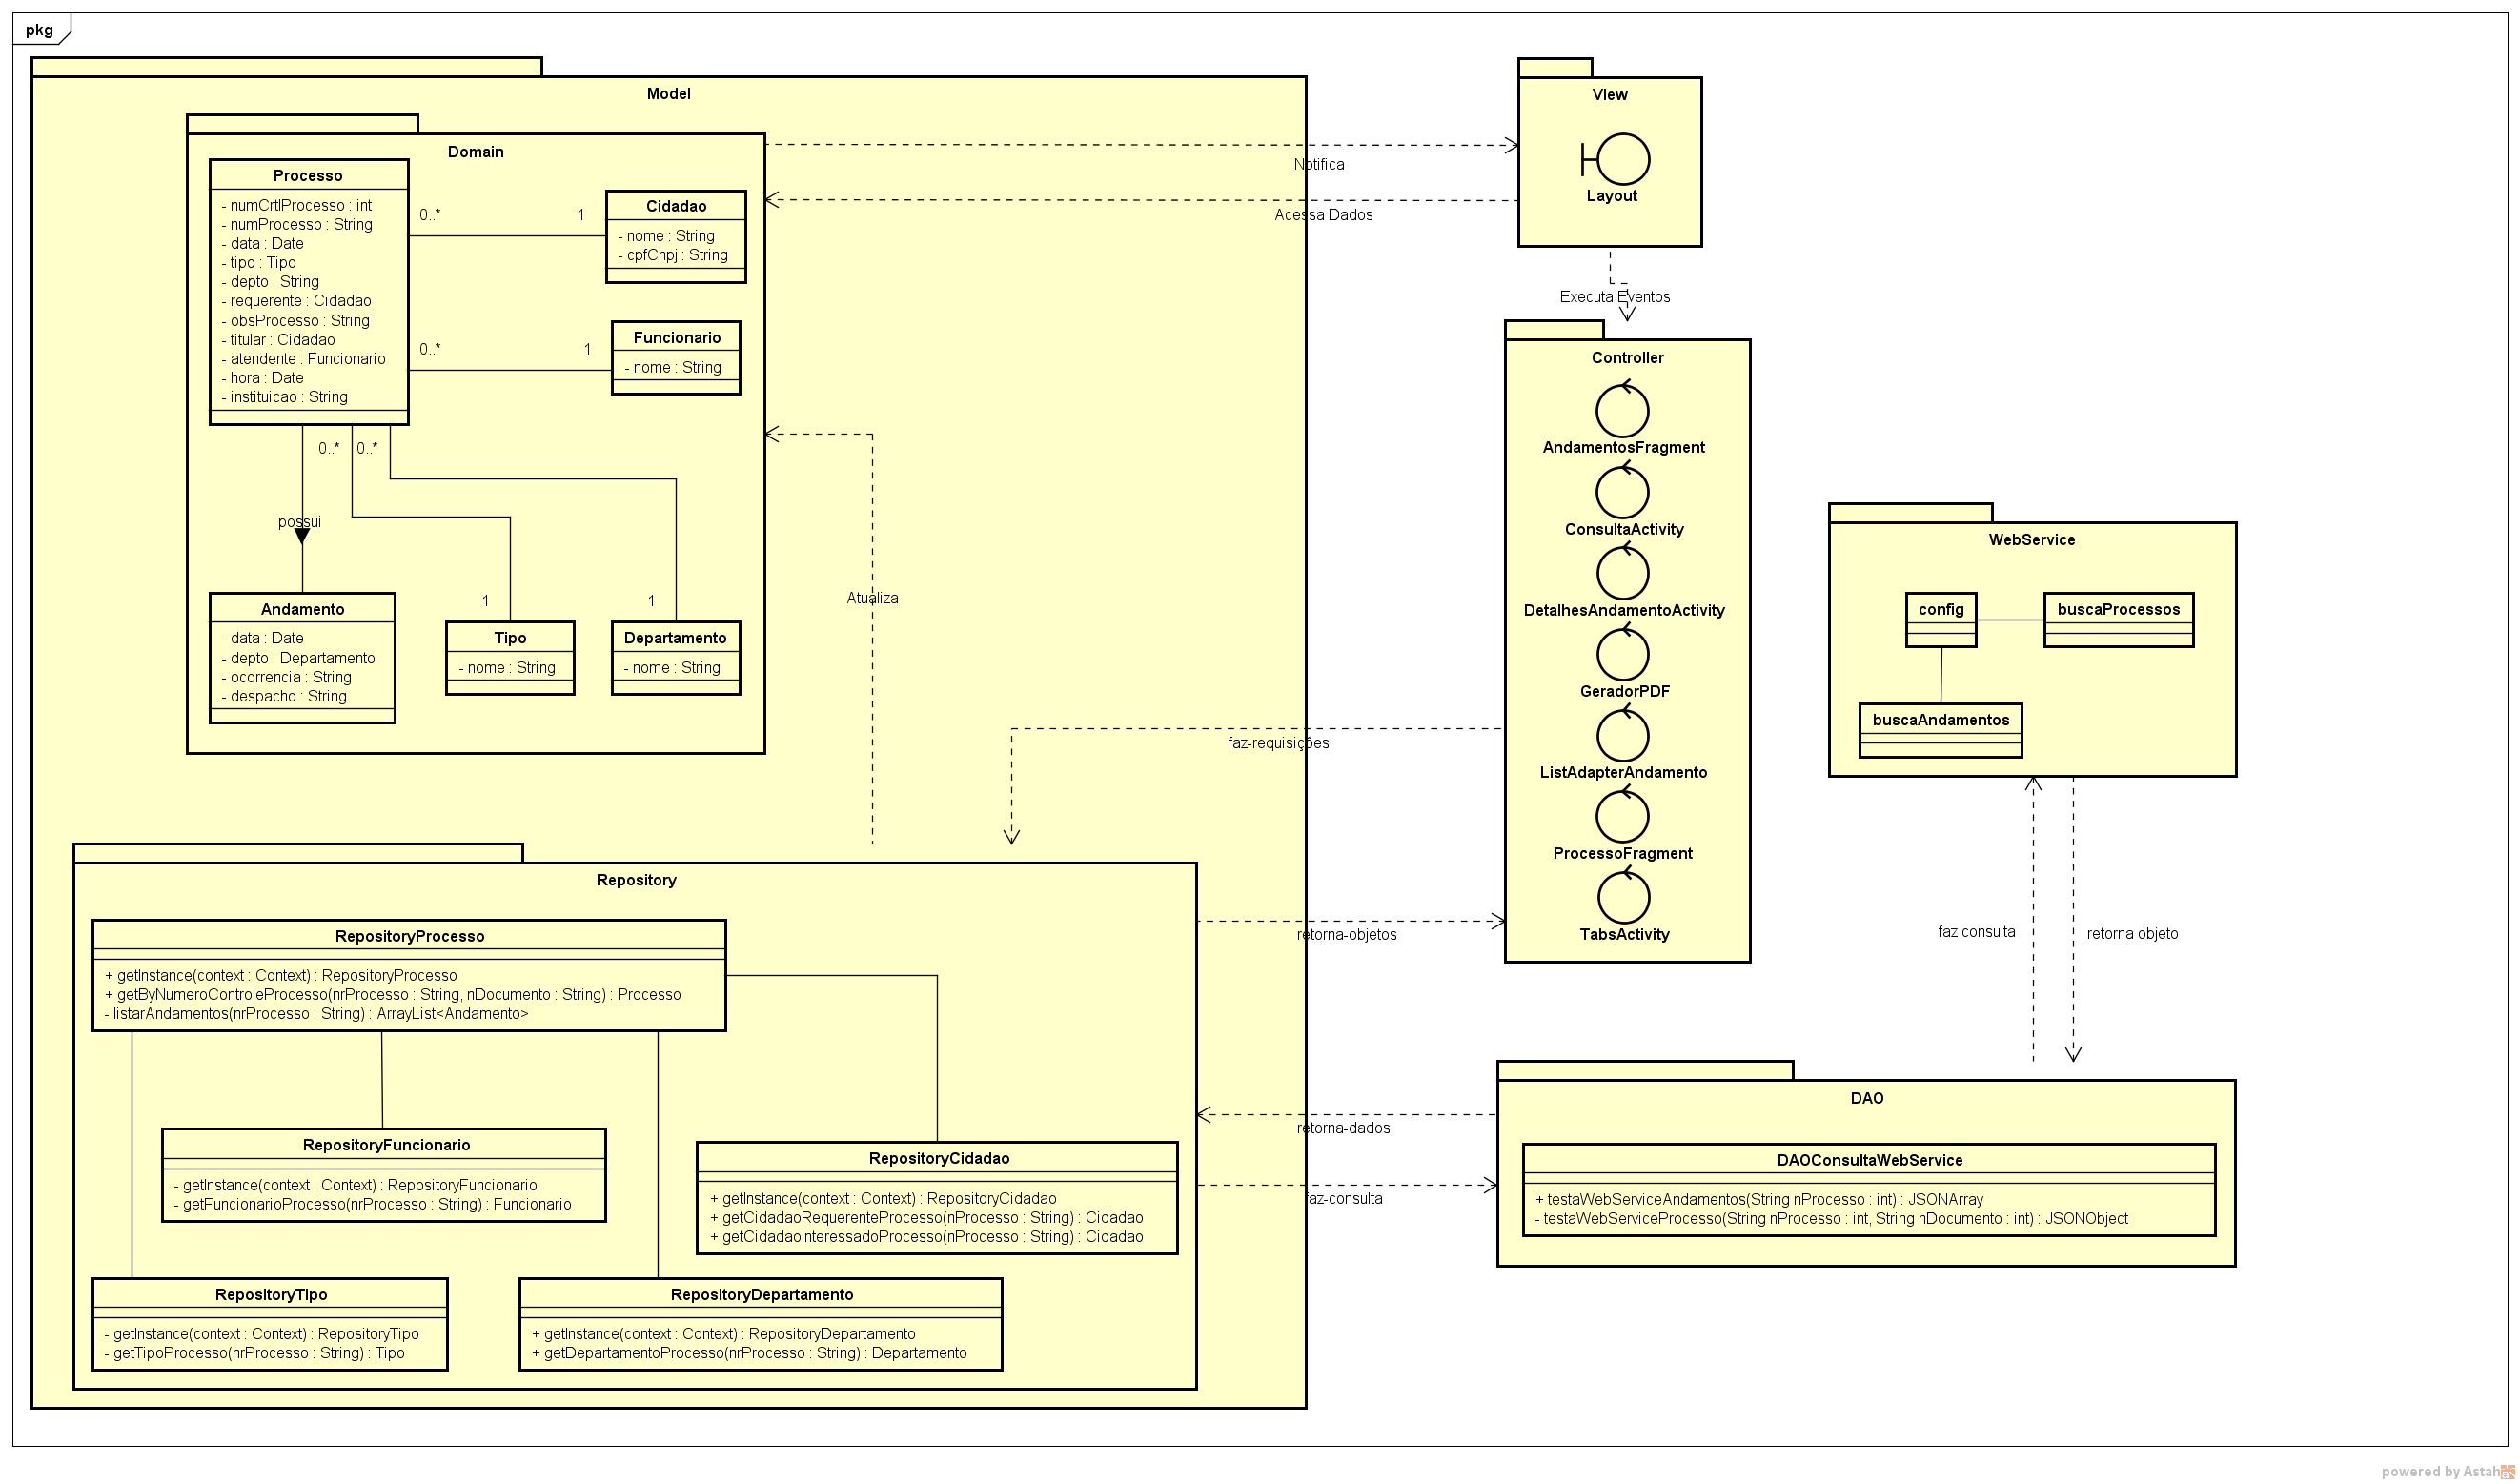 pkg
Model
Domain
Processo
- numCrtlProcesso : int
- numProcesso : String
- data : Date
- tipo : Tipo
- depto : String
- requerente : Cidadao
- obsProcesso : String
- titular : Cidadao
- atendente : Funcionario
- hora : Date
- instituicao : String
0..*
1
Cidadao
- nome : String
- cpfCnpj : String
0..*
1
Funcionario
- nome : String
0..*
0..*
possui
1
1
Andamento
- data : Date
- depto : Departamento
- ocorrencia : String
- despacho : String
Tipo
- nome : String
Departamento
- nome : String
Atualiza
Notifica
Acessa Dados
View
Layout
Executa Eventos
Controller
AndamentosFragment
ConsultaActivity
DetalhesAndamentoActivity
GeradorPDF
ListAdapterAndamento
ProcessoFragment
TabsActivity
faz-requisições
retorna-objetos
WebService
config
buscaProcessos
buscaAndamentos
faz consulta
retorna objeto
Repository
RepositoryProcesso
+ getInstance(context : Context) : RepositoryProcesso
+ getByNumeroControleProcesso(nrProcesso : String, nDocumento : String) : Processo
- listarAndamentos(nrProcesso : String) : ArrayList<Andamento>
RepositoryFuncionario
- getInstance(context : Context) : RepositoryFuncionario
- getFuncionarioProcesso(nrProcesso : String) : Funcionario
RepositoryCidadao
+ getInstance(context : Context) : RepositoryCidadao
+ getCidadaoRequerenteProcesso(nProcesso : String) : Cidadao
+ getCidadaoInteressadoProcesso(nProcesso : String) : Cidadao
RepositoryTipo
- getInstance(context : Context) : RepositoryTipo
- getTipoProcesso(nrProcesso : String) : Tipo
RepositoryDepartamento
+ getInstance(context : Context) : RepositoryDepartamento
+ getDepartamentoProcesso(nrProcesso : String) : Departamento
retorna-dados
faz-consulta
DAO
DAOConsultaWebService
+ testaWebServiceAndamentos(String nProcesso : int) : JSONArray
- testaWebServiceProcesso(String nProcesso : int, String nDocumento : int) : JSONObject
powered by Astah